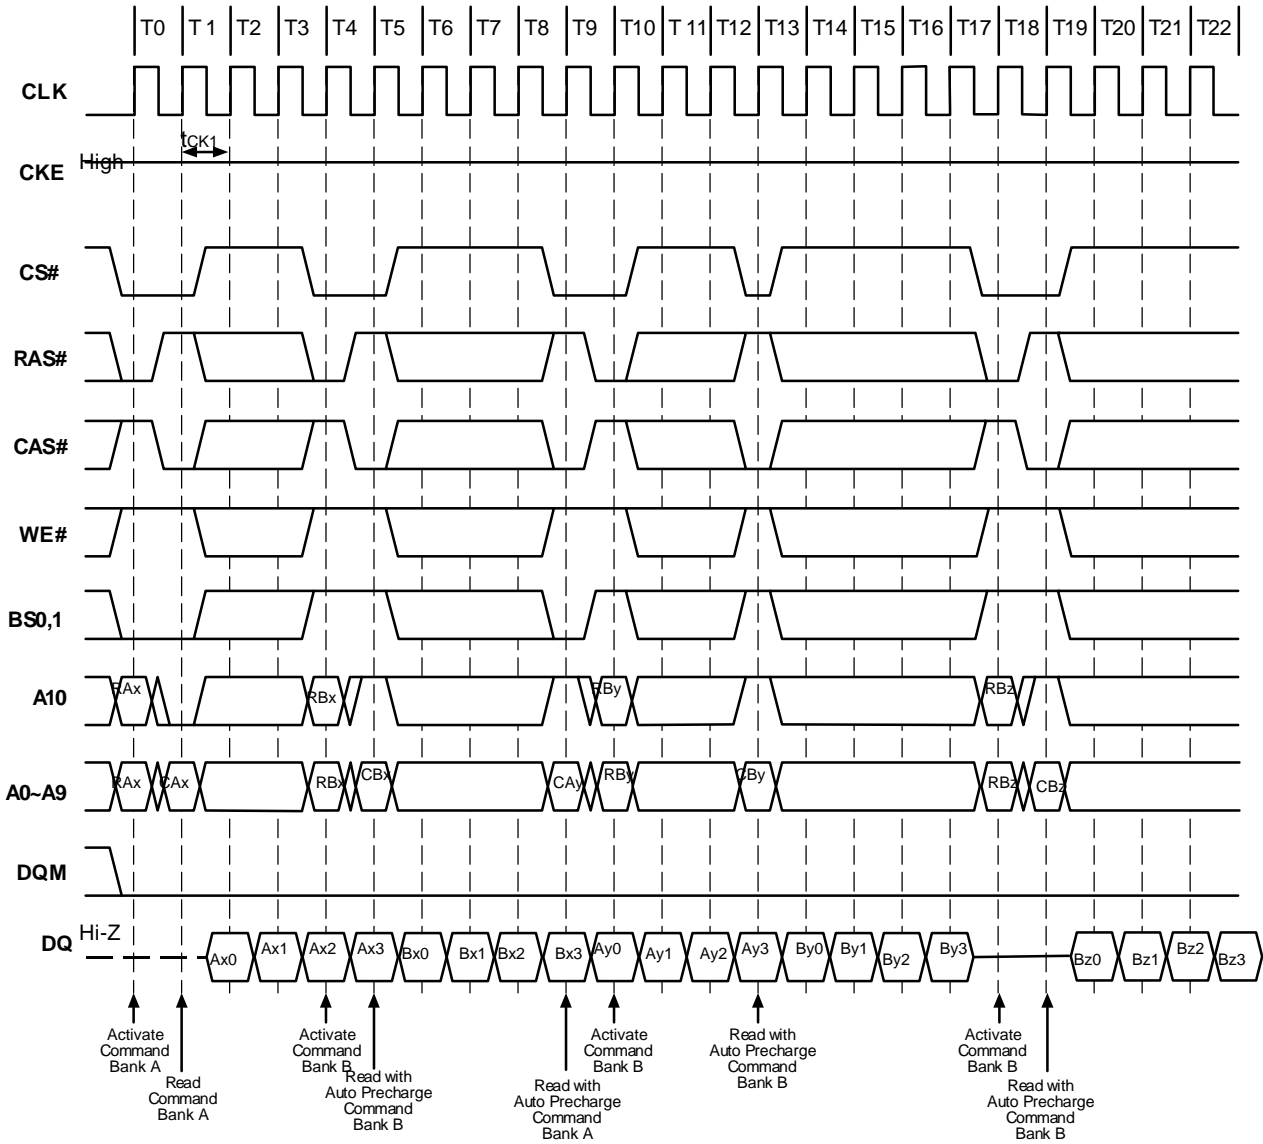 T0 T 1 T2 T3 T4 T5 T6 T7 T8 T9 T10 T 11 T12 T13 T14 T15 T16 T17 T18 T19 T20 T21 T22
CLK
tCK1
CKE High
CS#
RAS#
CAS#
WE#
BS0,1
A10 RAx RBx RBy RBz
A0~A9 RAx CAx RBx CBx CAy RBy CBy RBz CBz
DQM
DQ Hi-Z Ax0 Ax1 Ax2 Ax3 Bx0 Bx1 Bx2 Bx3 Ay0 Ay1 Ay2 Ay3 By0 By1 By2 By3 Bz0 Bz1 Bz2 Bz3
Activate
Command
Bank A
Read
Command
Bank A
Activate
Command
Bank B
Read with
Auto Precharge
Command
Bank B
Read with
Auto Precharge
Command
Bank A
Activate
Command
Bank B
Read with
Auto Precharge
Command
Bank B
Activate
Command
Bank B
Read with
Auto Precharge
Command
Bank B